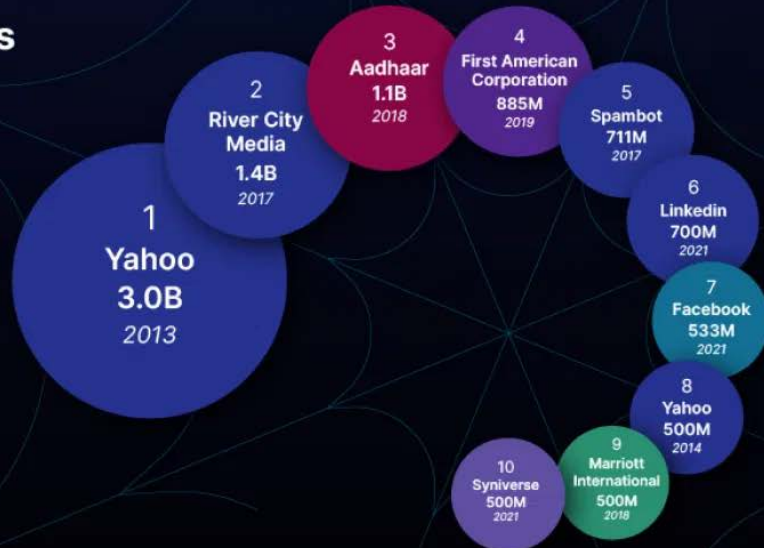 s
1
Yahoo
3.0B
2013
2
River City
Media
1.4B
2017
3
Aadhaar
1.1B
2018
4
First American
Corporation
885M
2019
5
Spambot
711M
2017
6
Linkedin
700M
2021
7
Facebook
533M
2021
8
Yahoo
500M
2014
9
Marriott
International
500M
2018
10
Syniverse
500M
2021